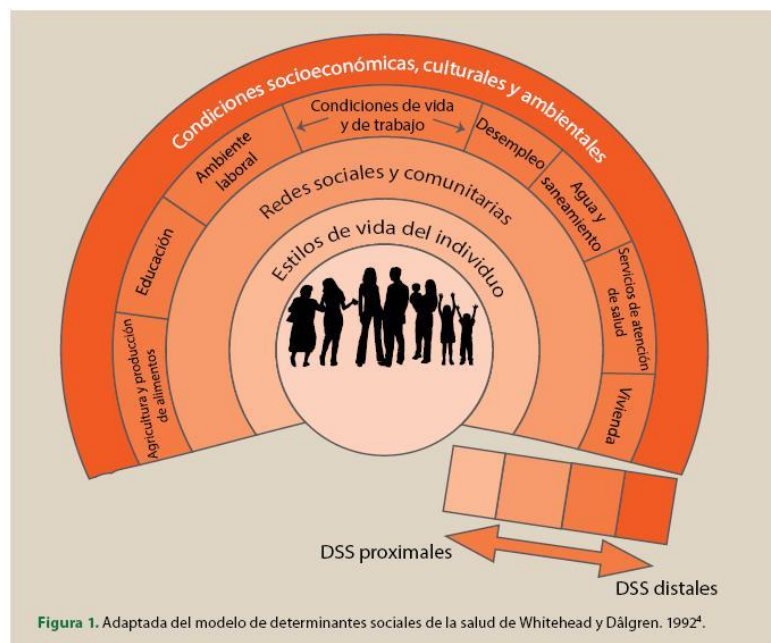 Condiciones socioeconómicas, culturales y ambientales
Condiciones de vida
y de trabajo
Agricultura y producción
de alimentos
Educación
Ambiente
laboral
Desempleo
Agua y
saneamiento
Servicios de atención
de salud
Vivienda
Redes sociales y comunitarias
Estilos de vida del individuo
DSS proximales
DSS distales
Figura 1. Adaptada del modelo de determinantes sociales de la salud de Whitehead y Dålgren. 1992⁴.